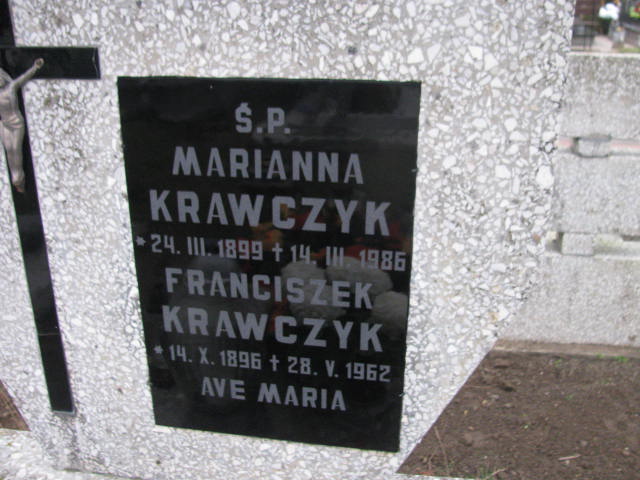 Ś.P.
MARIANNA
KRAWCZYK
* 24. III. 1899 + 14. III. 1986
FRANCISZEK
KRAWCZYK
* 14. X. 1896 + 28. V. 1962
AVE MARIA